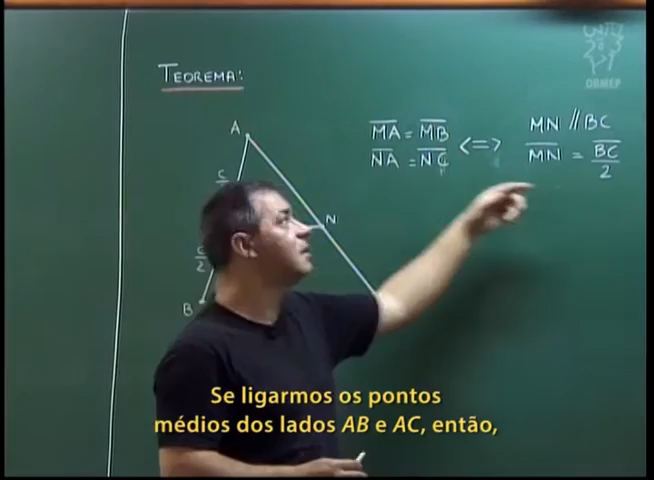 OBMEP
TEOREMA:
A
MA = MB <=> MN // BC
NA = NC MN = BC/2
C
N
C/2
B
Se ligarmos os pontos
médios dos lados AB e AC, então,